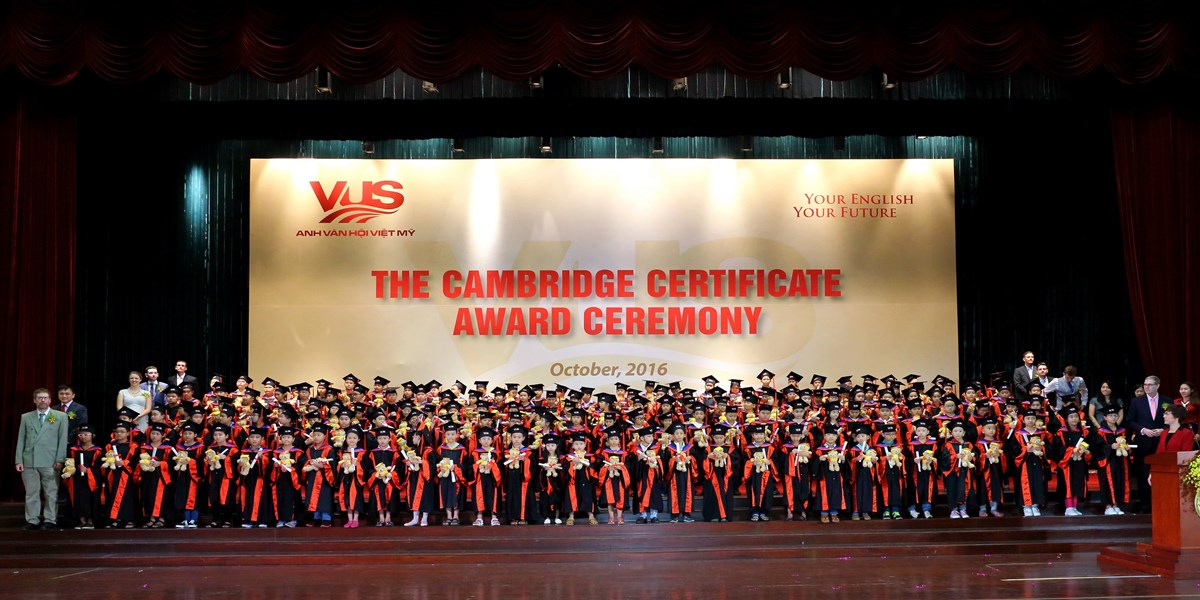 VUS
ANH VĂN HỘI VIỆT MỸ
YOUR ENGLISH
YOUR FUTURE
THE CAMBRIDGE CERTIFICATE
AWARD CEREMONY
October, 2016